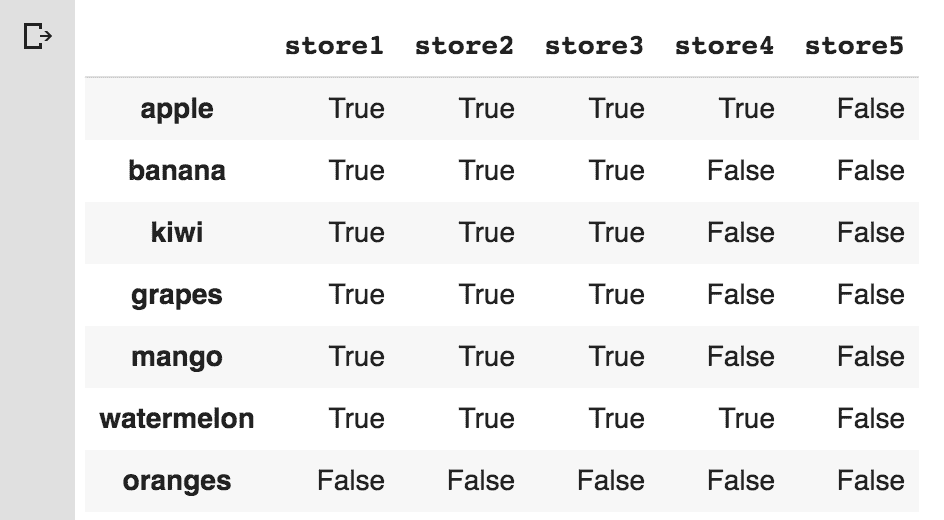 store1 store2 store3 store4 store5
apple True True True True False
banana True True True False False
kiwi True True True False False
grapes True True True False False
mango True True True False False
watermelon True True True True False
oranges False False False False False